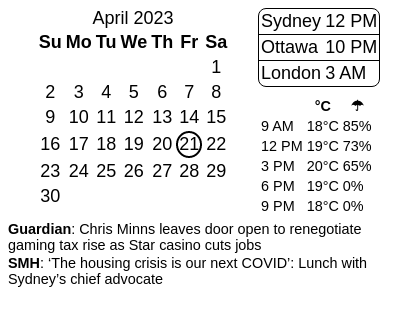 April 2023
Su Mo Tu We Th Fr Sa
1
2 3 4 5 6 7 8
9 10 11 12 13 14 15
16 17 18 19 20 21 22
23 24 25 26 27 28 29
30
Sydney 12 PM
Ottawa 10 PM
London 3 AM
°C ☂
9 AM 18°C 85%
12 PM 19°C 73%
3 PM 20°C 65%
6 PM 19°C 0%
9 PM 18°C 0%
Guardian: Chris Minns leaves door open to renegotiate
gaming tax rise as Star casino cuts jobs
SMH: ‘The housing crisis is our next COVID’: Lunch with
Sydney’s chief advocate